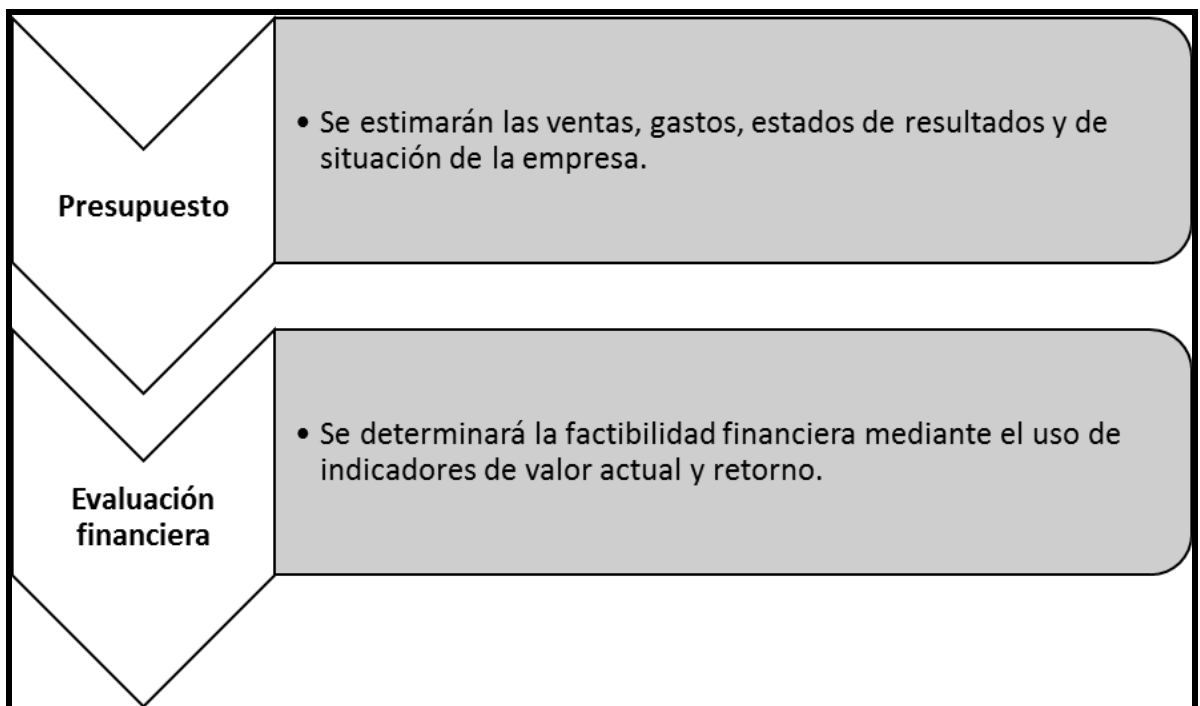 Presupuesto
• Se estimarán las ventas, gastos, estados de resultados y de
situación de la empresa.
Evaluación
financiera
• Se determinará la factibilidad financiera mediante el uso de
indicadores de valor actual y retorno.